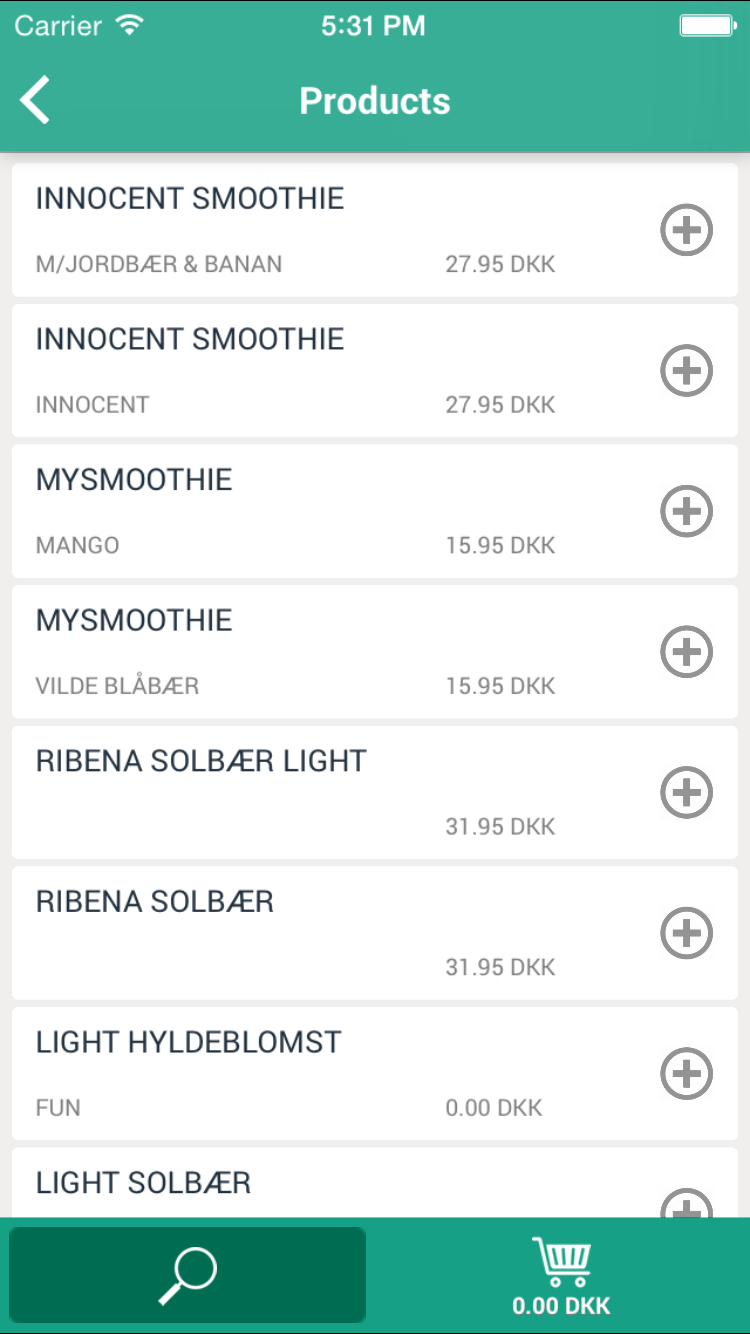 Carrier 5:31 PM
Products
INNOCENT SMOOTHIE
M/JORDBÆR & BANAN 27.95 DKK
INNOCENT SMOOTHIE
INNOCENT 27.95 DKK
MYSMOOTHIE
MANGO 15.95 DKK
MYSMOOTHIE
VILDE BLÅBÆR 15.95 DKK
RIBENA SOLBÆR LIGHT
31.95 DKK
RIBENA SOLBÆR
31.95 DKK
LIGHT HYLDEBLOMST
FUN 0.00 DKK
LIGHT SOLBÆR
0.00 DKK